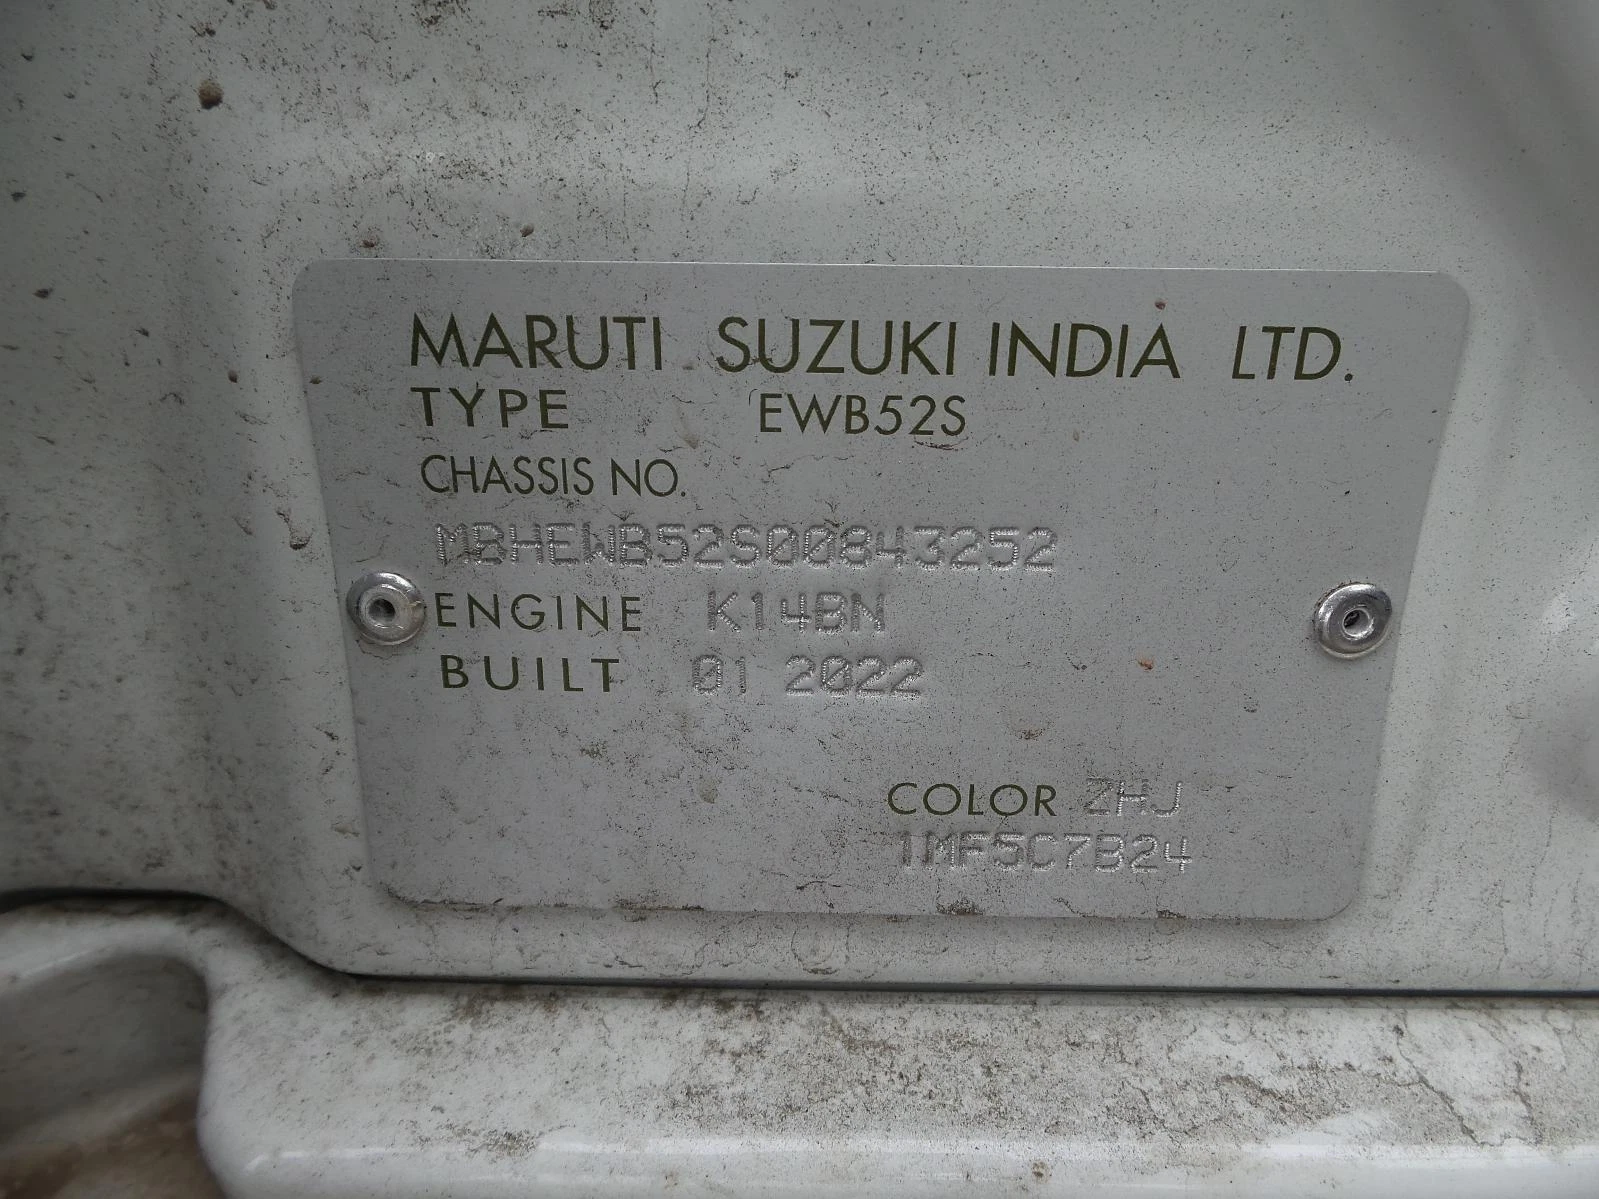 MARUTI SUZUKI INDIA LTD.
TYPE EWB52S
CHASSIS NO.
MBHEWB52S00843252
ENGINE K14BN
BUILT 01 2022
COLOR ZHJ
1MF5C7B24